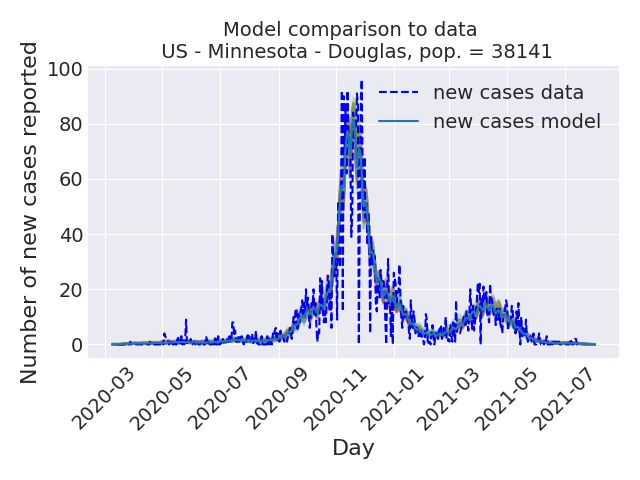 Model comparison to data
US - Minnesota - Douglas, pop. = 38141
Number of new cases reported
100
80
60
40
20
0
new cases data
new cases model
2020-03
2020-05
2020-07
2020-09
2020-11
2021-01
2021-03
2021-05
2021-07
Day